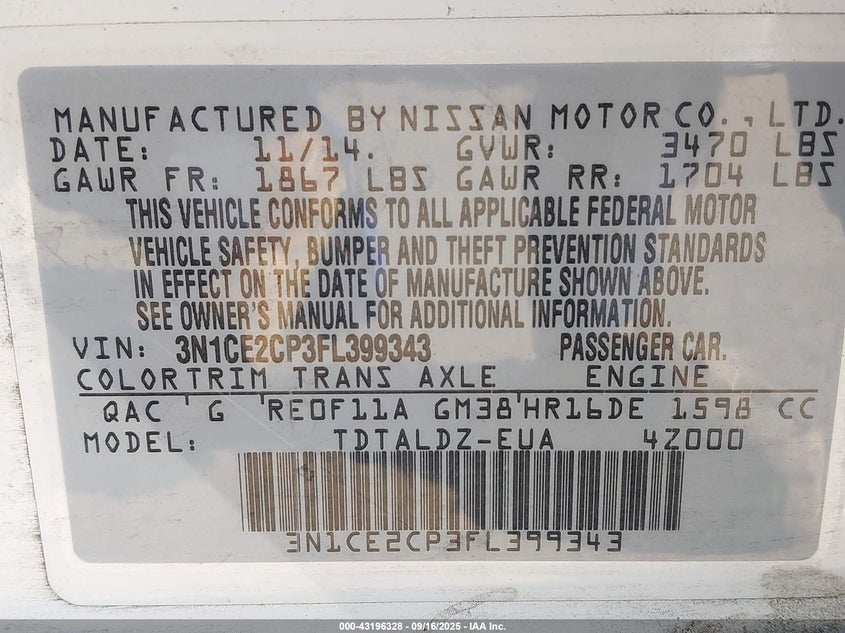 MANUFACTURED BY NISSAN MOTOR CO., LTD.
DATE: 11/14. GVWR: 3470 LBS
GAWR FR: 1867 LBS GAWR RR: 1704 LBS
THIS VEHICLE CONFORMS TO ALL APPLICABLE FEDERAL MOTOR
VEHICLE SAFETY, BUMPER AND THEFT PREVENTION STANDARDS
IN EFFECT ON THE DATE OF MANUFACTURE SHOWN ABOVE.
SEE OWNER'S MANUAL FOR ADDITIONAL INFORMATION.
VIN: 3N1CE2CP3FL399343 PASSENGER CAR.
COLORTRIM TRANS AXLE ENGINE
QAC G RE0F11A GM38 HR16DE 1598 CC
MODEL: TDTALDZ-EUA 4Z000
3N1CE2CP3FL399343
000-43196328 - 09/16/2025 - IAA Inc.